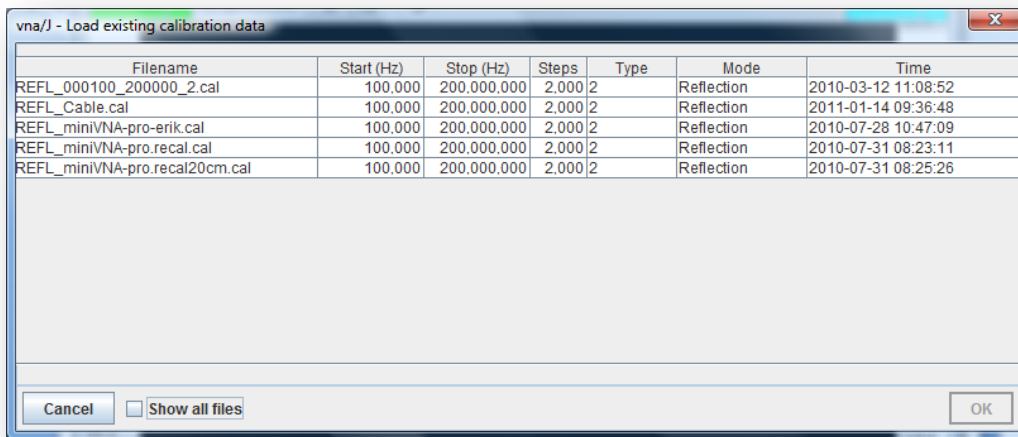 vna/J - Load existing calibration data
Filename Start (Hz) Stop (Hz) Steps Type Mode Time
REFL_000100_200000_2.cal 100,000 200,000,000 2,000 2 Reflection 2010-03-12 11:08:52
REFL_Cable.cal 100,000 200,000,000 2,000 2 Reflection 2011-01-14 09:36:48
REFL_miniVNA-pro-erik.cal 100,000 200,000,000 2,000 2 Reflection 2010-07-28 10:47:09
REFL_miniVNA-pro.recal.cal 100,000 200,000,000 2,000 2 Reflection 2010-07-31 08:23:11
REFL_miniVNA-pro.recal20cm.cal 100,000 200,000,000 2,000 2 Reflection 2010-07-31 08:25:26
Cancel Show all files OK